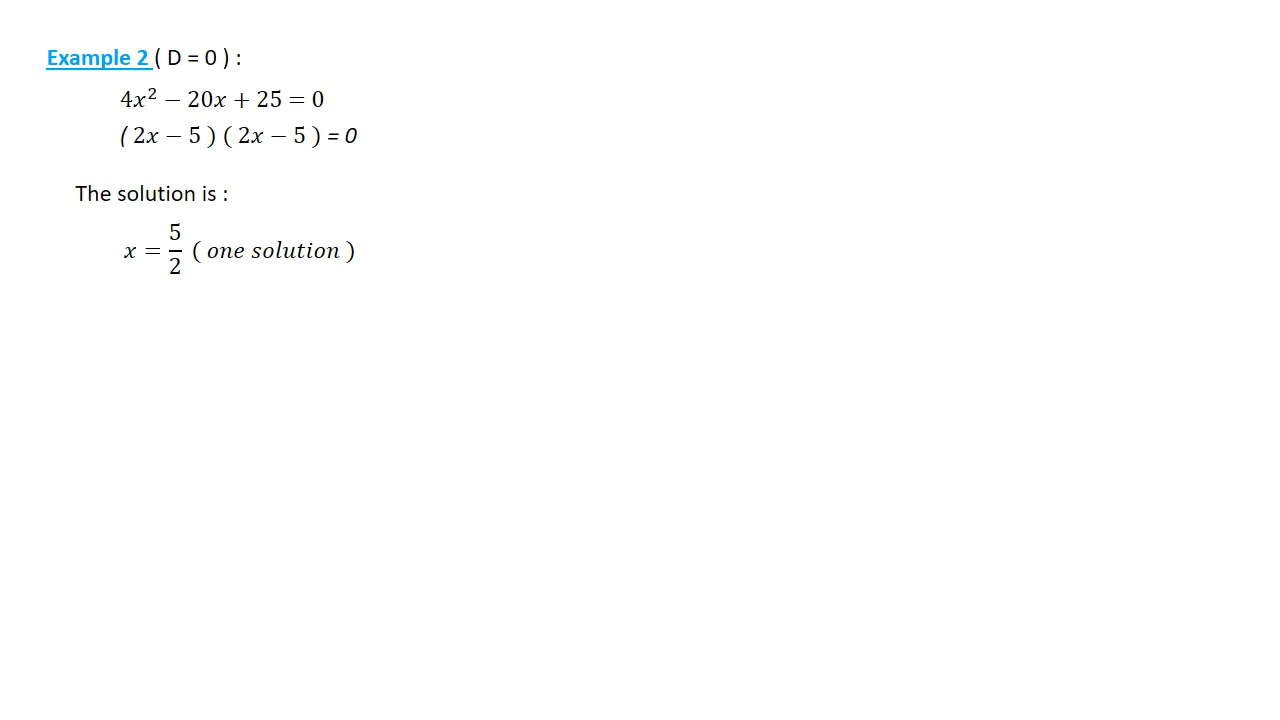 Example 2 ( D = 0 ) :
4x² − 20x + 25 = 0
( 2x − 5 ) ( 2x − 5 ) = 0
The solution is :
x = 5/2 ( one solution )